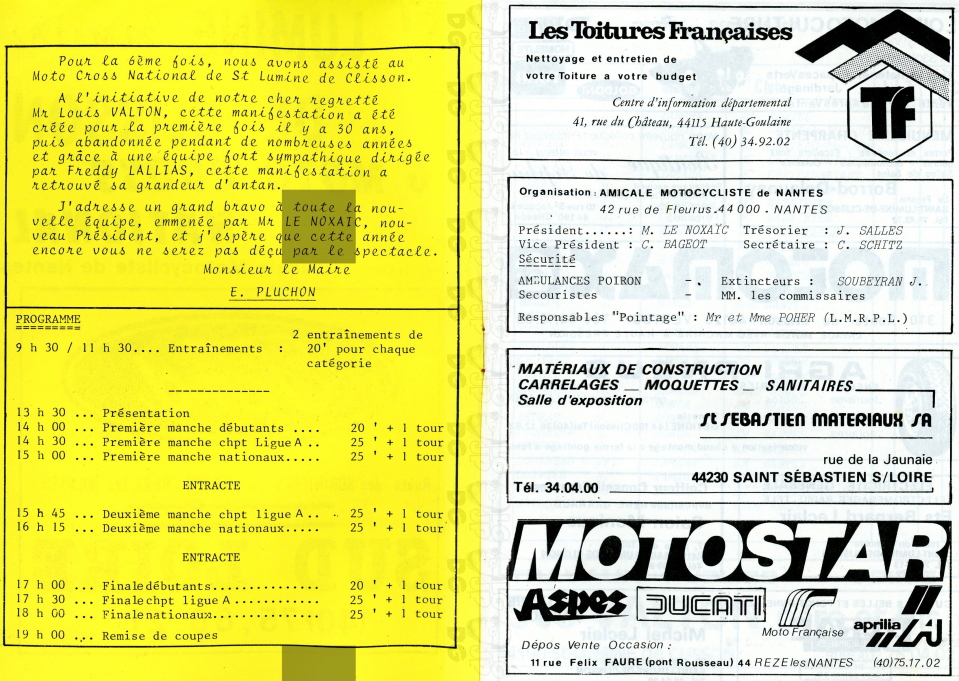 Pour la 6ème fois, nous avons assisté au
Moto Cross National de St Lumine de Clisson.
A l'initiative de notre cher regretté
Mr Louis VALTON, cette manifestation a été
créée pour la première fois il y a 30 ans,
puis abandonnée pendant de nombreuses années
et grâce à une équipe fort sympathique dirigée
par Freddy LALLIAS, cette manifestation a
retrouvé sa grandeur d'antan.
J'adresse un grand bravo à toute la nou-
velle équipe, emmenée par Mr LE NOXAIC, nou-
veau Président, et j'espère que cette année
encore vous ne serez pas déçu par le spectacle.
Monsieur le Maire
E. PLUCHON
PROGRAMME
9 h 30 / 11 h 30.... Entraînements : 2 entraînements de
20' pour chaque
catégorie
13 h 30 ... Présentation
14 h 00 ... Première manche débutants .... 20 ' + 1 tour
14 h 30 ... Première manche chpt Ligue A .. 25 ' + 1 tour
15 h 00 ... Première manche nationaux..... 25 ' + 1 tour
ENTRACTE
15 h 45 ... Deuxième manche chpt ligue A .. 25 ' + 1 tour
16 h 15 ... Deuxième manche nationaux..... 25 ' + 1 tour
ENTRACTE
17 h 00 ... Finale débutants.............. 20 ' + 1 tour
17 h 30 ... Finale chpt ligue A ........... 25 ' + 1 tour
18 h 00 ... Finale nationaux.............. 25 ' + 1 tour
19 h 00 ... Remise de coupes
Les Toitures Françaises
Nettoyage et entretien de
votre Toiture a votre budget
Centre d'information départemental
41, rue du Château, 44115 Haute-Goulaine
Tél. (40) 34.92.02
TF
Organisation : AMICALE MOTOCYCLISTE de NANTES
42 rue de Fleurus . 44 000 . NANTES
Président......: M. LE NOXAÏC Trésorier : J. SALLES
Vice Président : C. BAGEOT Secrétaire : C. SCHITZ
Sécurité
AMBULANCES POIRON - . Extincteurs : SOUBEYRAN J.
Secouristes - MM. les commissaires
Responsables "Pointage" : Mr et Mme POHER (L.M.R.P.L.)
MATÉRIAUX DE CONSTRUCTION
CARRELAGES _ MOQUETTES _ SANITAIRES
Salle d'exposition
St SEBASTIEN MATERIAUX SA
rue de la Jaunaie
44230 SAINT SÉBASTIEN S/LOIRE
Tél. 34.04.00
MOTOSTAR
Aspes DUCATI Moto Française aprilia
Dépos Vente Occasion :
11 rue Felix FAURE (pont Rousseau) 44 REZE les NANTES (40)75.17.02